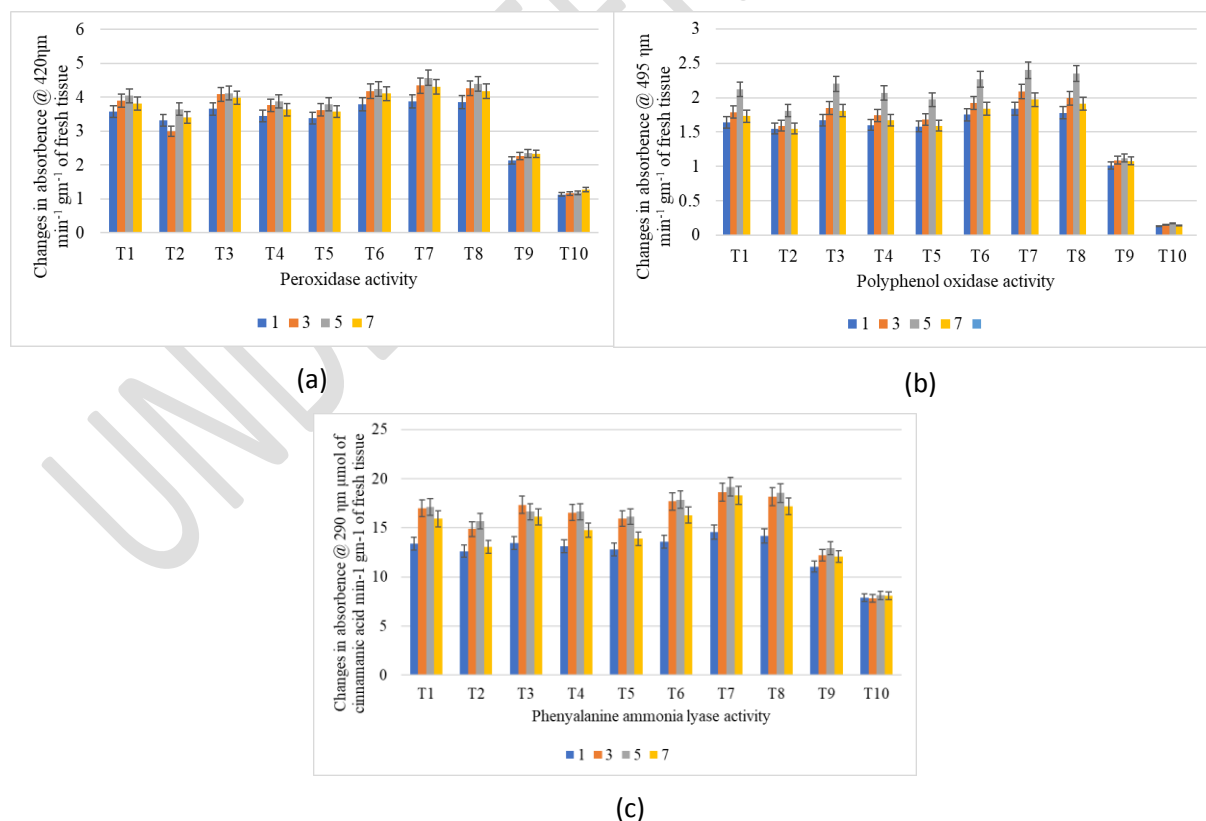 Changes in absorbence @ 420ηm
min-1 gm-1 of fresh tissue
6
5
4
3
2
1
0
T1 T2 T3 T4 T5 T6 T7 T8 T9 T10
Peroxidase activity
1 3 5 7
(a)
Changes in absorbence @ 495 ηm
min-1 gm-1 of fresh tissue
3
2.5
2
1.5
1
0.5
0
T1 T2 T3 T4 T5 T6 T7 T8 T9 T10
Polyphenol oxidase activity
1 3 5 7
(b)
Changes in absorbence @ 290 ηm μmol of
cinnamanic acid min-1 gm-1 of fresh tissue
25
20
15
10
5
0
T1 T2 T3 T4 T5 T6 T7 T8 T9 T10
Phenyalanine ammonia lyase activity
1 3 5 7
(c)